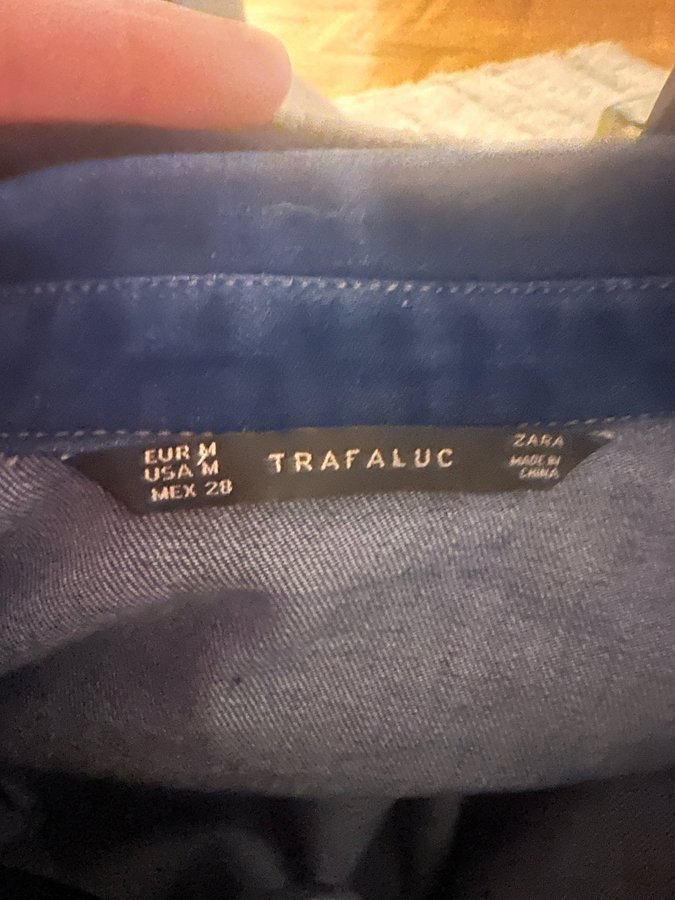 EUR M
USA M
MEX 28
TRAFALUC
ZARA
MADE IN
CHINA